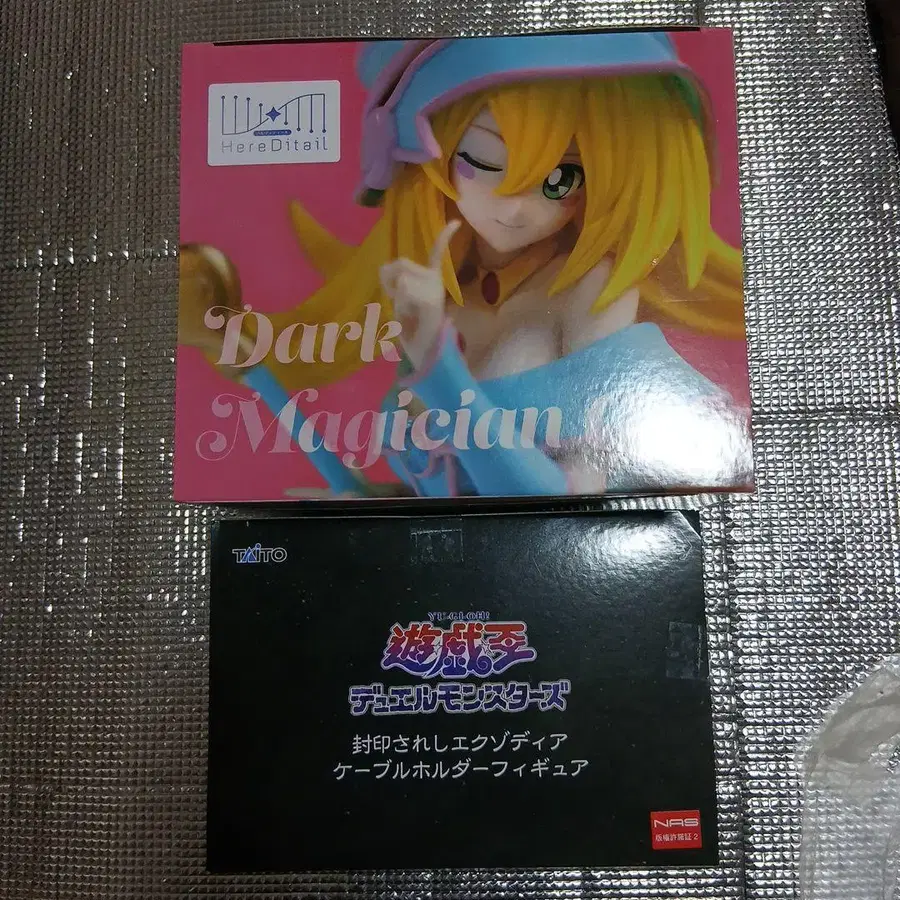 HereDitail
Dark
Magician
TAITO
YU-GI-OH!
遊戯王
デュエルモンスターズ
封印されしエクゾディア
ケーブルホルダーフィギュア
NAS
版権許諾証2